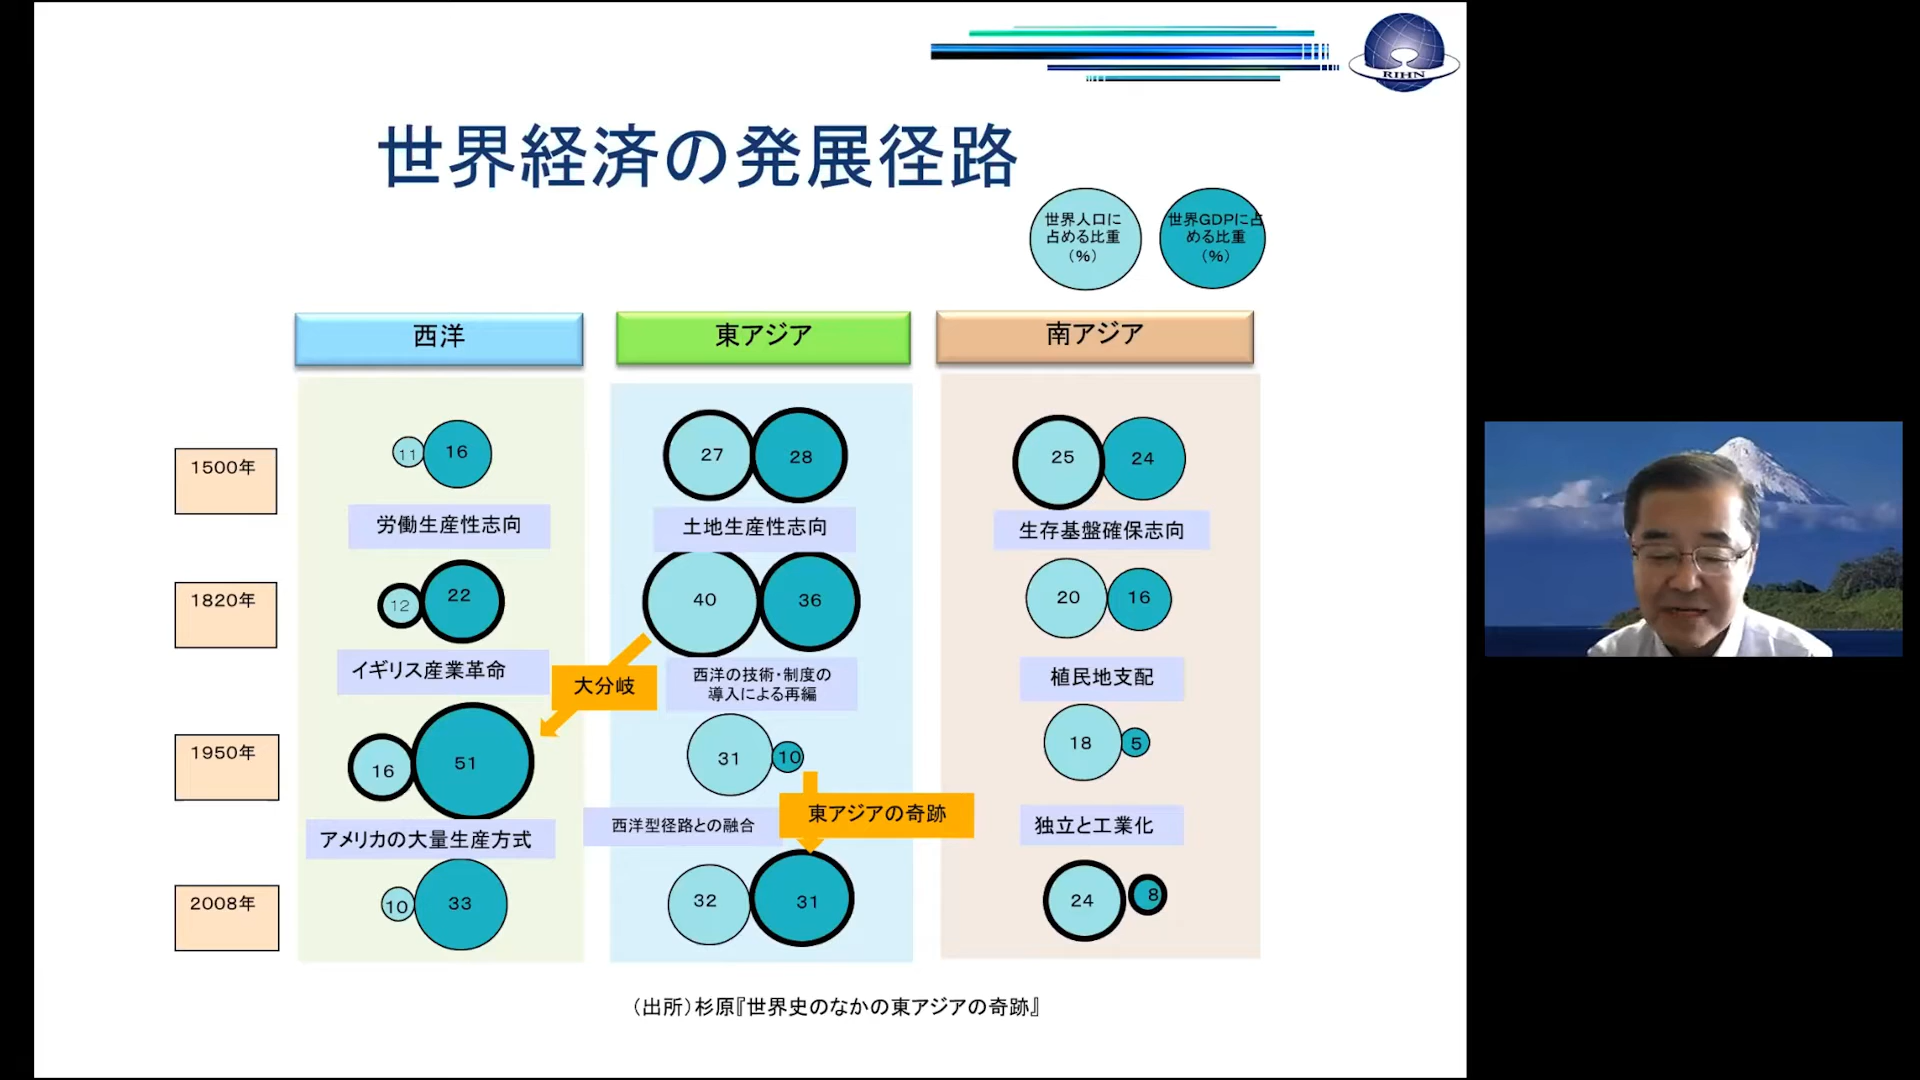 RIHN
世界経済の発展径路
世界人口に
占める比重
（%）
世界GDPに占
める比重
（%）
西洋
東アジア
南アジア
1500年
11
16
27
28
25
24
労働生産性志向
土地生産性志向
生存基盤確保志向
1820年
12
22
40
36
20
16
イギリス産業革命
大分岐
西洋の技術・制度の
導入による再編
植民地支配
1950年
16
51
31
10
18
5
アメリカの大量生産方式
西洋型径路との融合
東アジアの奇跡
独立と工業化
2008年
10
33
32
31
24
8
（出所）杉原『世界史のなかの東アジアの奇跡』